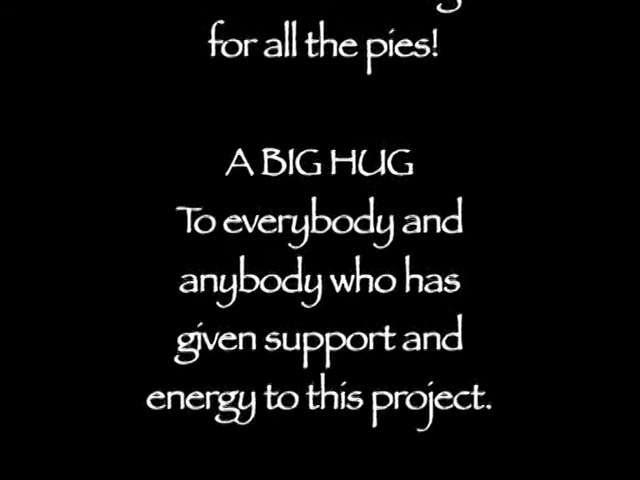 for all the pies!
A BIG HUG
To everybody and
anybody who has
given support and
energy to this project.